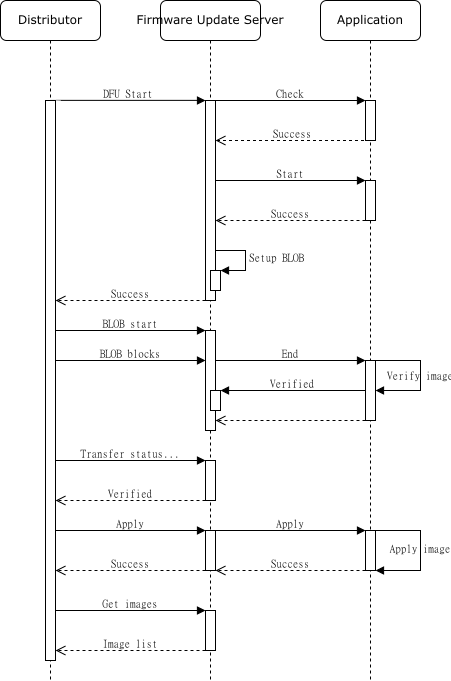 Distributor
Firmware Update Server
Application
DFU Start
Check
Success
Start
Success
Setup BLOB
Success
BLOB start
BLOB blocks
End
Verify image
Verified
Transfer status...
Verified
Apply
Apply
Apply image
Success
Success
Get images
Image list